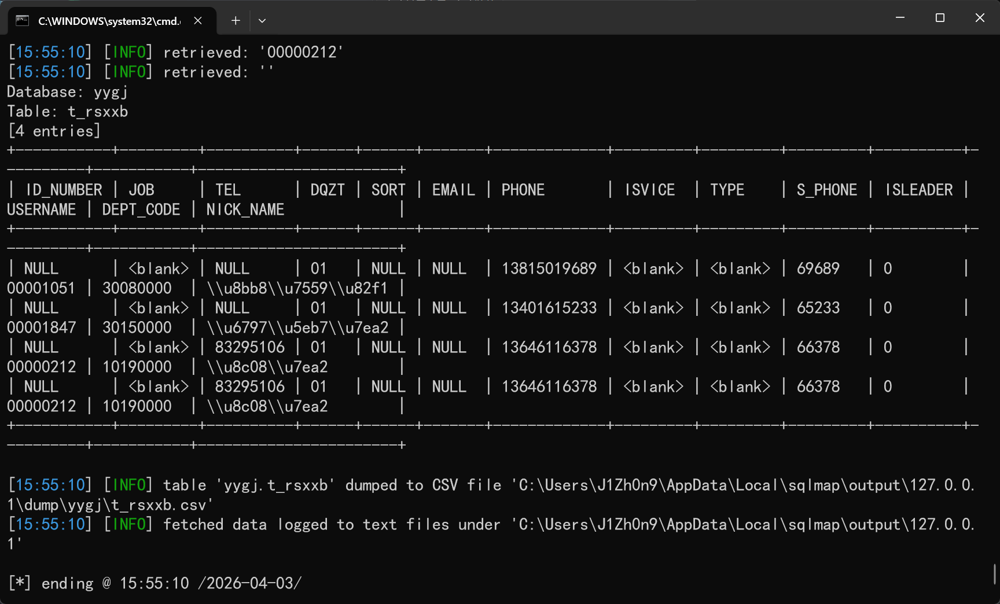 C:\WINDOWS\system32\cmd.
[15:55:10] [INFO] retrieved: '00000212'
[15:55:10] [INFO] retrieved: ''
Database: yygj
Table: t_rsxxb
[4 entries]
+-----------+---------+----------+------+------+-------+-------------+---------+---------+---------+----------+-
---------+-----------+-----------------------+
| ID_NUMBER | JOB     | TEL      | DQZT | SORT | EMAIL | PHONE       | ISVICE  | TYPE    | S_PHONE | ISLEADER |
USERNAME | DEPT_CODE | NICK_NAME             |
+-----------+---------+----------+------+------+-------+-------------+---------+---------+---------+----------+-
---------+-----------+-----------------------+
| NULL      | <blank> | NULL     | 01   | NULL | NULL  | 13815019689 | <blank> | <blank> | 69689   | 0        |
00001051 | 30080000  | \\u8bb8\\u7559\\u82f1 |
| NULL      | <blank> | NULL     | 01   | NULL | NULL  | 13401615233 | <blank> | <blank> | 65233   | 0        |
00001847 | 30150000  | \\u6797\\u5eb7\\u7ea2 |
| NULL      | <blank> | 83295106 | 01   | NULL | NULL  | 13646116378 | <blank> | <blank> | 66378   | 0        |
00000212 | 10190000  | \\u8c08\\u7ea2        |
| NULL      | <blank> | 83295106 | 01   | NULL | NULL  | 13646116378 | <blank> | <blank> | 66378   | 0        |
00000212 | 10190000  | \\u8c08\\u7ea2        |
+-----------+---------+----------+------+------+-------+-------------+---------+---------+---------+----------+-
---------+-----------+-----------------------+
[15:55:10] [INFO] table 'yygj.t_rsxxb' dumped to CSV file 'C:\Users\J1Zh0n9\AppData\Local\sqlmap\output\127.0.0.
1\dump\yygj\t_rsxxb.csv'
[15:55:10] [INFO] fetched data logged to text files under 'C:\Users\J1Zh0n9\AppData\Local\sqlmap\output\127.0.0.
1'
[*] ending @ 15:55:10 /2026-04-03/